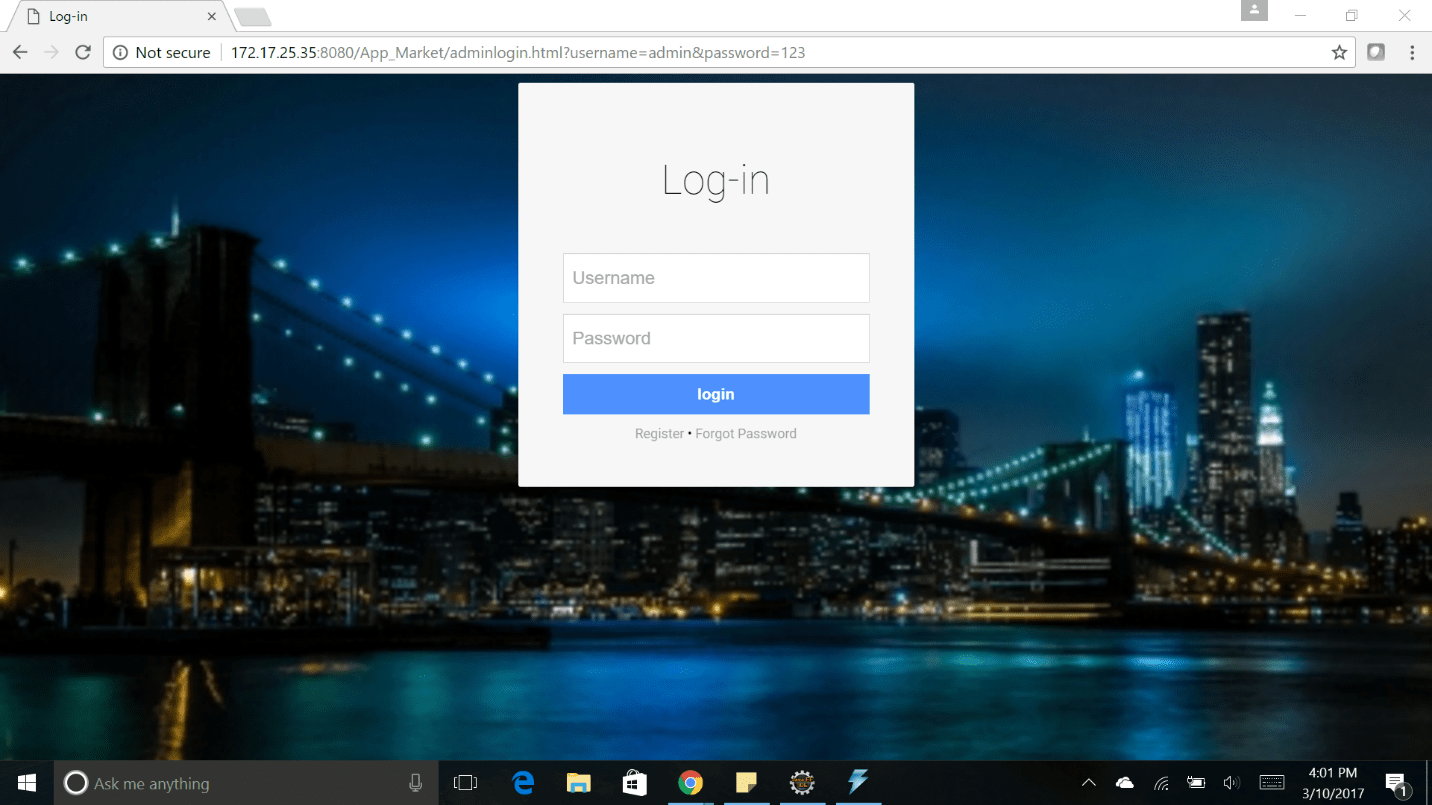 Log-in
Not secure 172.17.25.35:8080/App_Market/adminlogin.html?username=admin&password=123
Log-in
Username
Password
login
Register • Forgot Password
Ask me anything
4:01 PM
3/10/2017
1